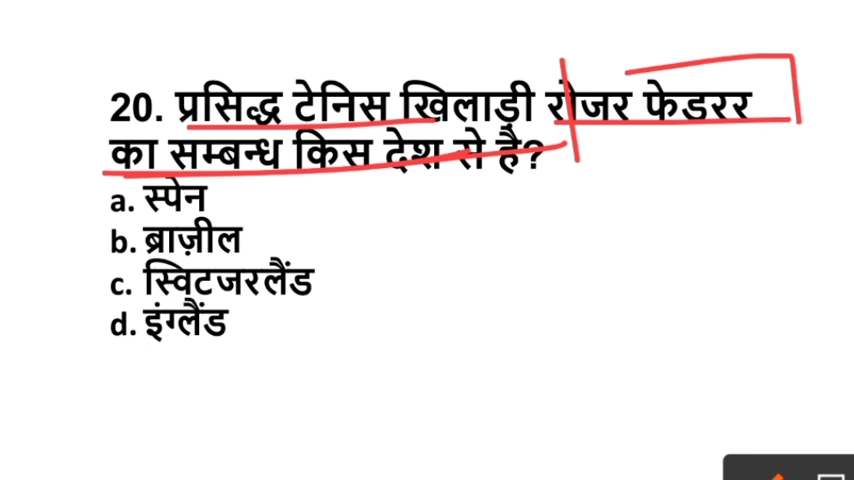 20. प्रसिद्ध टेनिस खिलाड़ी रोजर फेडरर
का सम्बन्ध किस देश से है?
a. स्पेन
b. ब्राज़ील
c. स्विटजरलैंड
d. इंग्लैंड